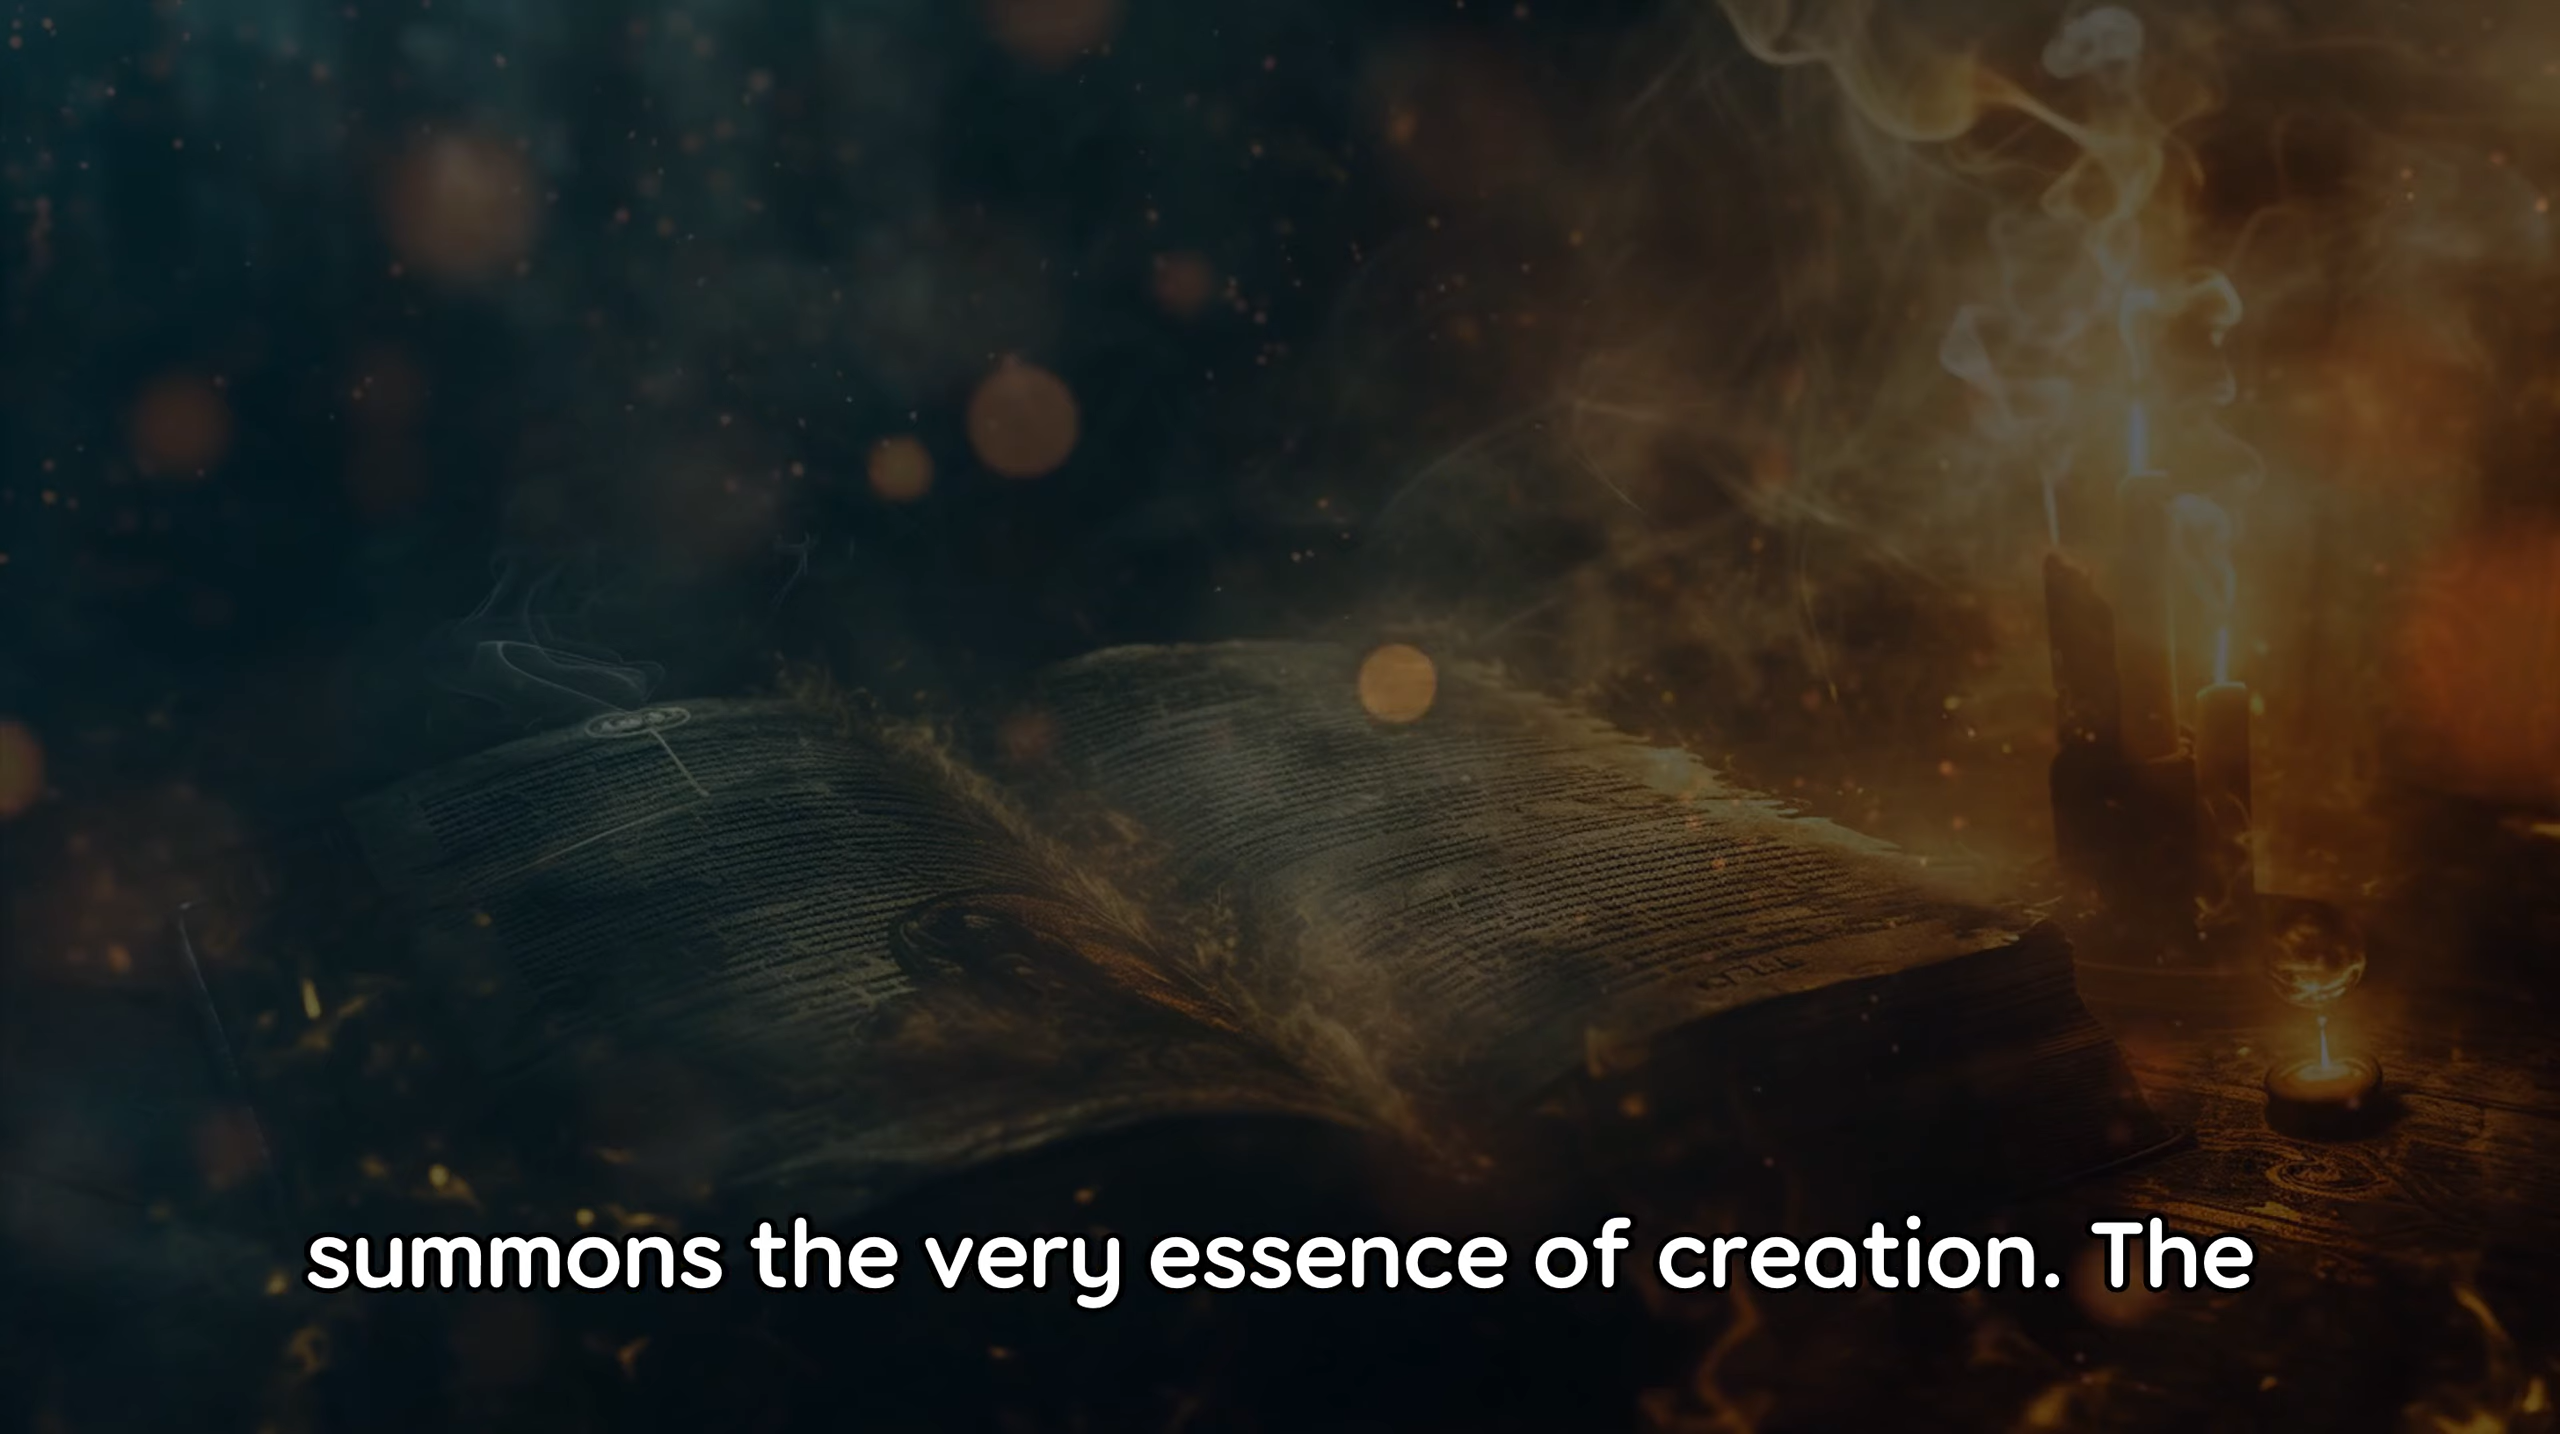 summons the very essence of creation. The